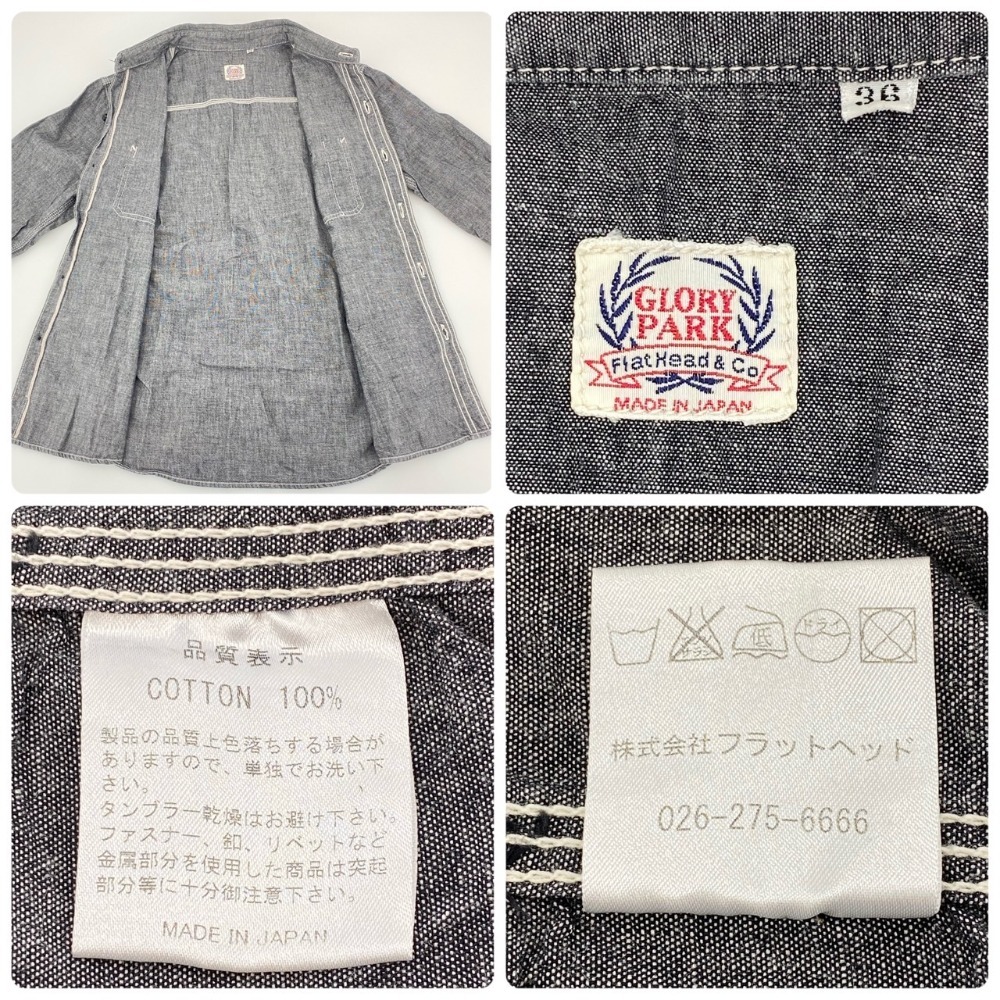 36
GLORY
PARK
FlatHead & Co
MADE IN JAPAN
品質表示
COTTON 100%
製品の品質上色落ちする場合が
ありますので、単独でお洗い下
さい。
タンブラー乾燥はお避け下さい。
ファスナー、釦、リベットなど
金属部分を使用した商品は突起
部分等に十分御注意下さい。
MADE IN JAPAN
低 ドライ
株式会社フラットヘッド
026-275-6666